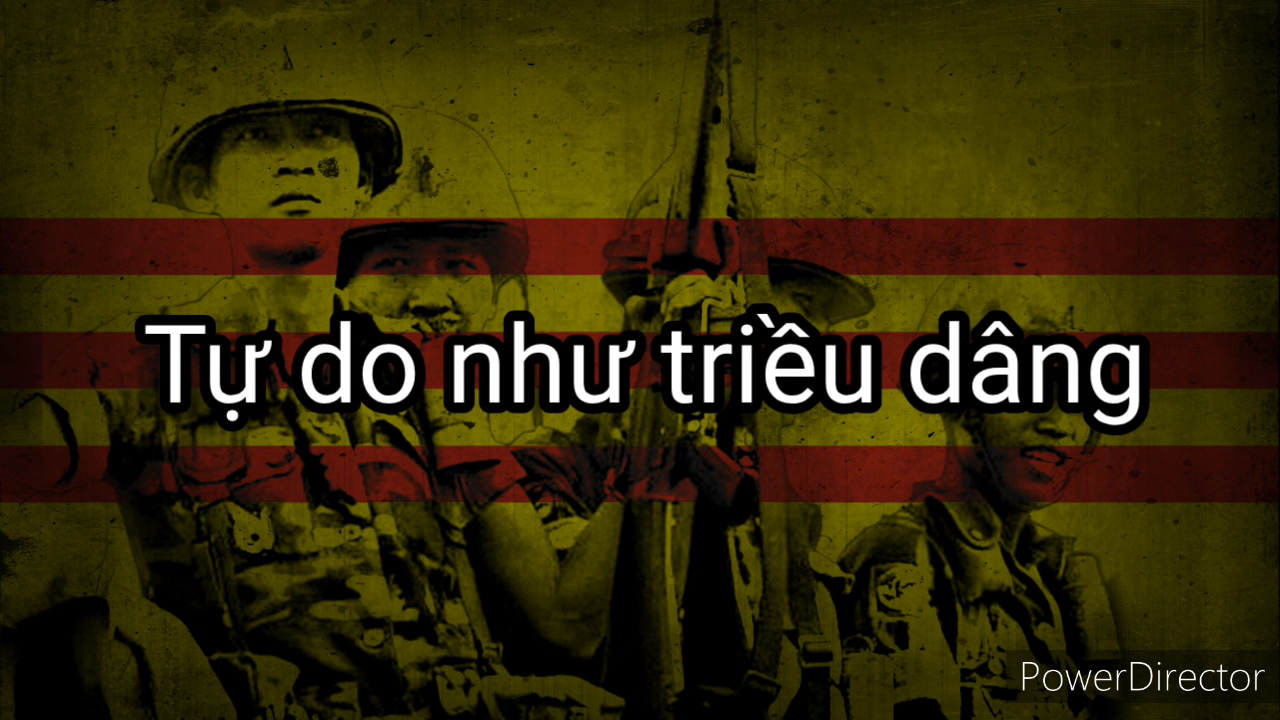 Tự do như triều dâng
PowerDirector